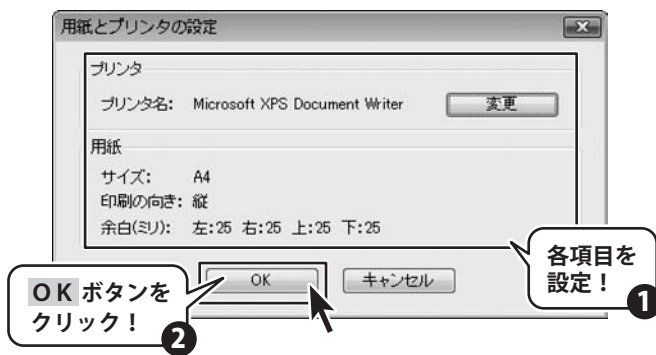 用紙とプリンタの設定
プリンタ
プリンタ名: Microsoft XPS Document Writer 変更
用紙
サイズ: A4
印刷の向き: 縦
余白(ミリ): 左:25 右:25 上:25 下:25
各項目を
設定!
1
OK キャンセル
OK ボタンを
クリック!
2